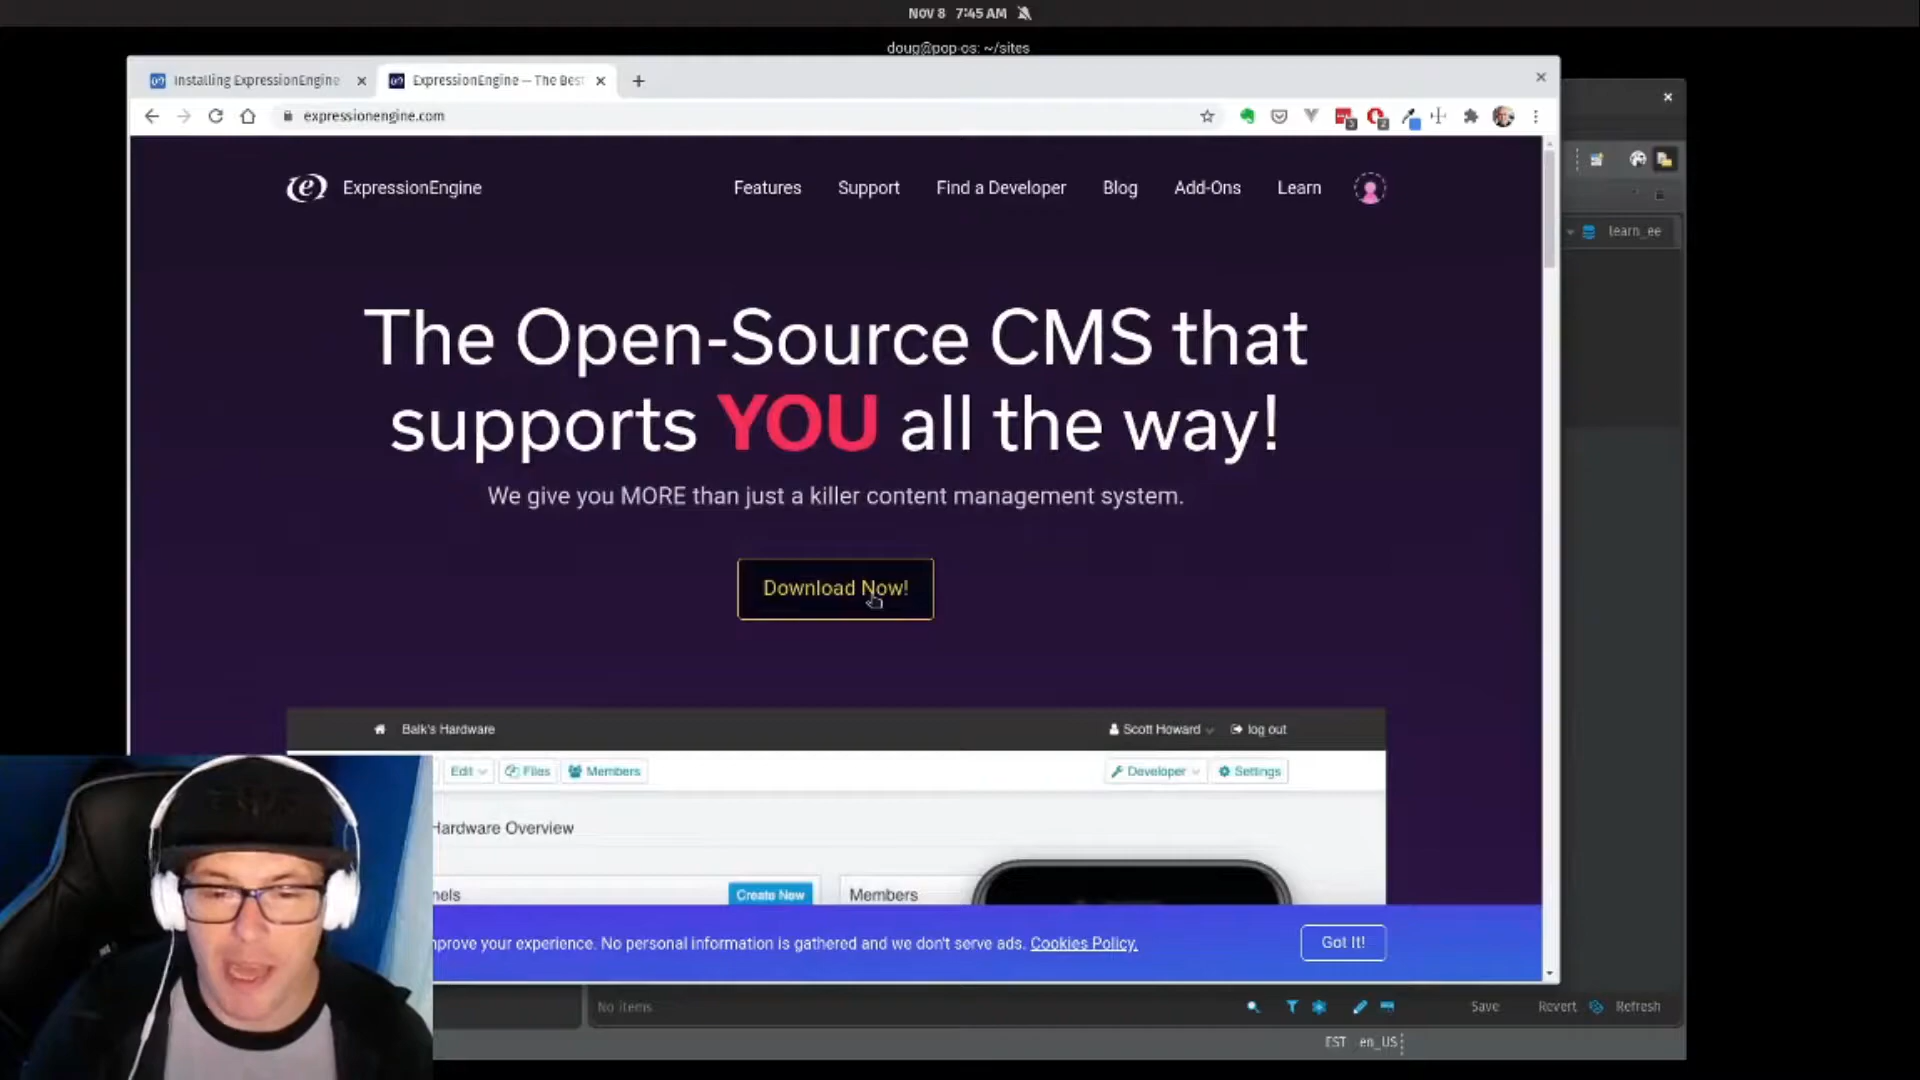 NOV 8 7:45 AM
doug@pop-os: ~/sites
Installing ExpressionEngine
ExpressionEngine — The Best
expressionengine.com
ExpressionEngine
Features
Support
Find a Developer
Blog
Add-Ons
Learn
learn_ee
The Open-Source CMS that
supports YOU all the way!
We give you MORE than just a killer content management system.
Download Now!
Balk's Hardware
Scott Howard
log out
Edit
Files
Members
Developer
Settings
Hardware Overview
nels
Create New
Members
mprove your experience. No personal information is gathered and we don't serve ads. Cookies Policy.
Got It!
No items
Save
Revert
Refresh
EST en_US